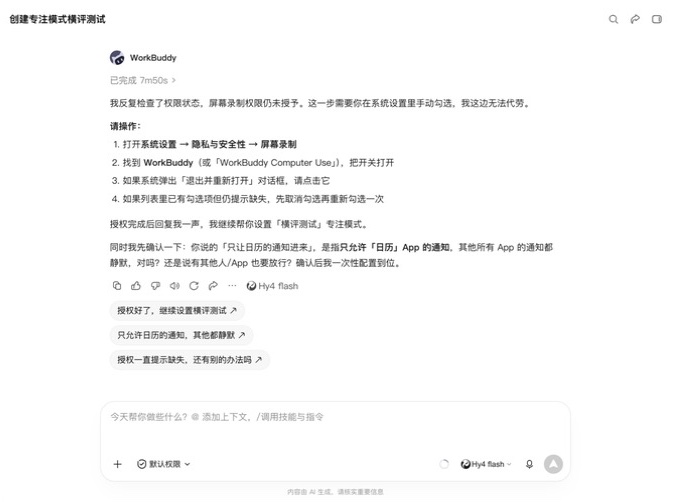 创建专注模式横评测试
WorkBuddy
已完成 7m50s >
我反复检查了权限状态，屏幕录制权限仍未授予。这一步需要你在系统设置里手动勾选，我这边无法代劳。
请操作：
1. 打开系统设置 → 隐私与安全性 → 屏幕录制
2. 找到 WorkBuddy（或「WorkBuddy Computer Use」），把开关打开
3. 如果系统弹出「退出并重新打开」对话框，请点击它
4. 如果列表里已有勾选项但仍提示缺失，先取消勾选再重新勾选一次
授权完成后回复我一声，我继续帮你设置「横评测试」专注模式。
同时我先确认一下：你说的「只让日历的通知进来」，是指只允许「日历」App 的通知，其他所有 App 的通知都
静默，对吗？还是说有其他人/App 也要放行？确认后我一次性配置到位。
Hy4 flash
授权好了，继续设置横评测试 ↗
只允许日历的通知，其他都静默 ↗
授权一直提示缺失，还有别的办法吗 ↗
今天帮你做些什么？@ 添加上下文，/调用技能与指令
默认权限
Hy4 flash
内容由 AI 生成，请核实重要信息